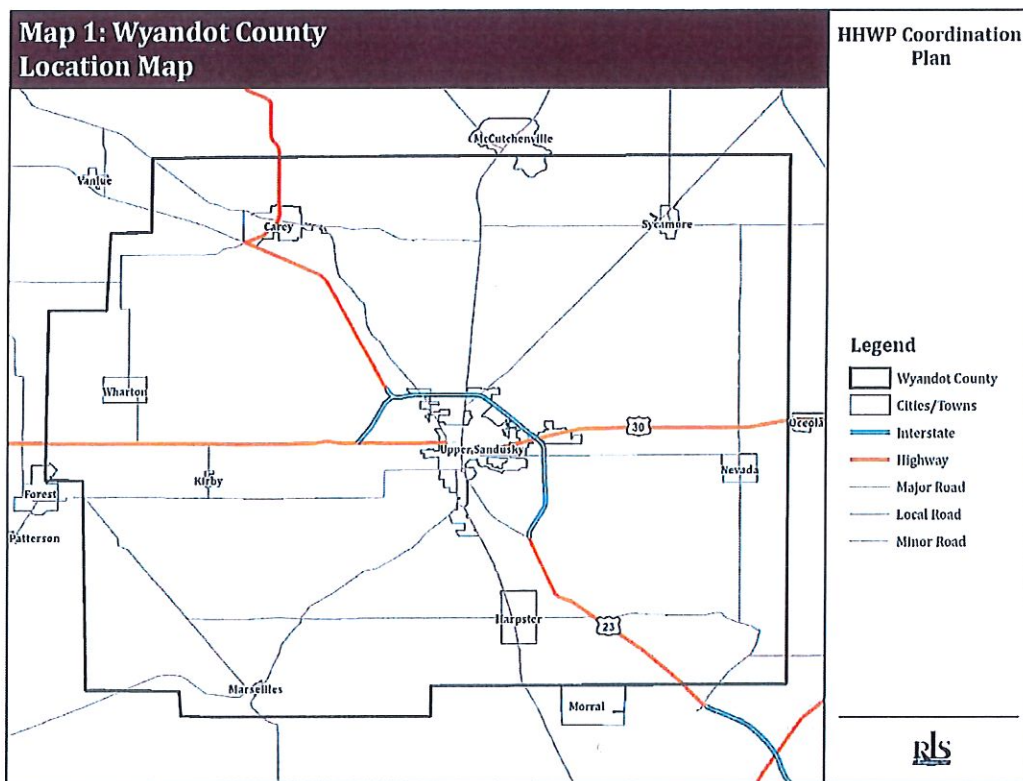 Map 1: Wyandot County
Location Map
HHWP Coordination
Plan
McCutchenville
Vanlue
Carey
Sycamore
Wharton
30
Oceola
Upper Sandusky
Nevada
Kirby
Forest
Patterson
Harpster
23
Marseilles
Morral
Legend
Wyandot County
Cities/Towns
Interstate
Highway
Major Road
Local Road
Minor Road
RLS